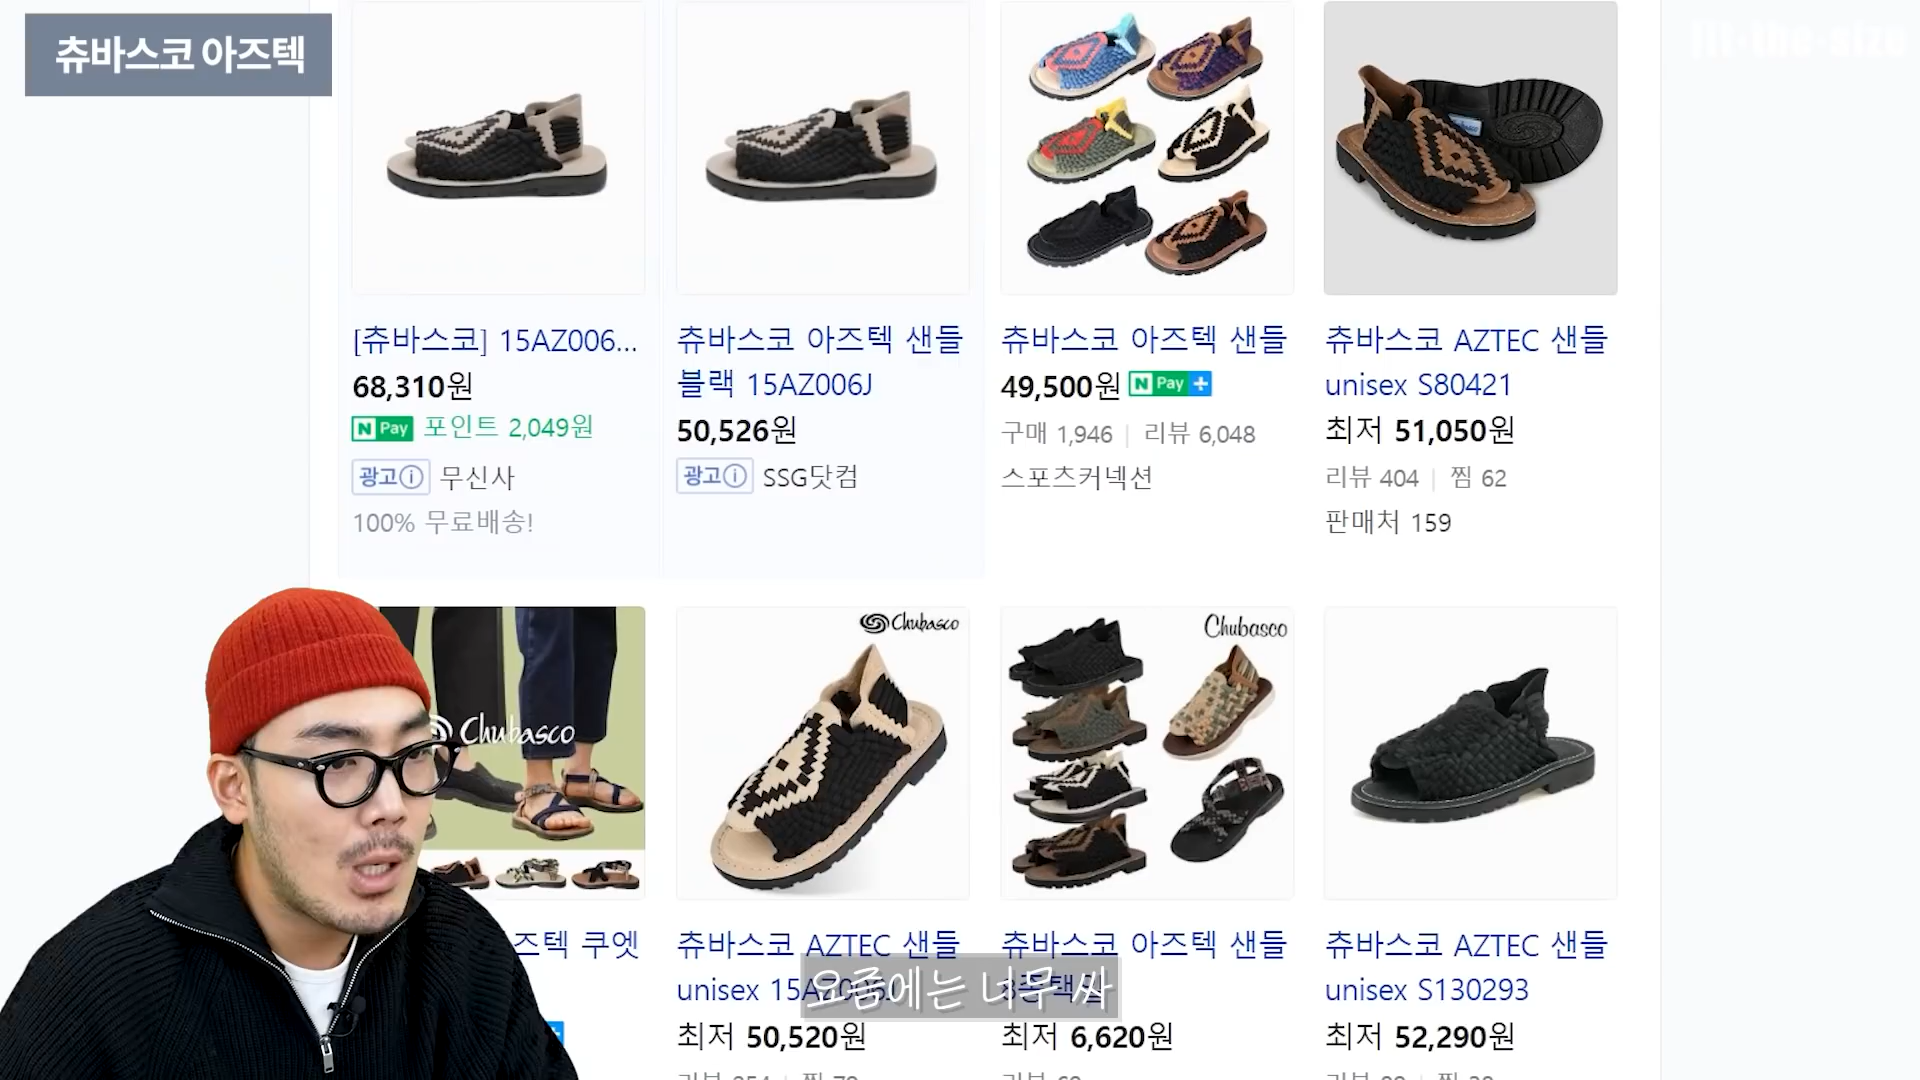 츄바스코 아즈텍
fit·the·size
[츄바스코] 15AZ006...
68,310원
N Pay 포인트 2,049원
광고 무신사
100% 무료배송!
츄바스코 아즈텍 샌들
블랙 15AZ006J
50,526원
광고 SSG닷컴
츄바스코 아즈텍 샌들
49,500원 N Pay +
구매 1,946 | 리뷰 6,048
스포츠커넥션
츄바스코 AZTEC 샌들
unisex S80421
최저 51,050원
리뷰 404 | 찜 62
판매처 159
Chubasco
즈텍 쿠엣
Chubasco
츄바스코 AZTEC 샌들
unisex 15AZ006J
최저 50,520원
Chubasco
츄바스코 아즈텍 샌들
8종택일
최저 6,620원
츄바스코 AZTEC 샌들
unisex S130293
최저 52,290원
요즘에는 너무 싸